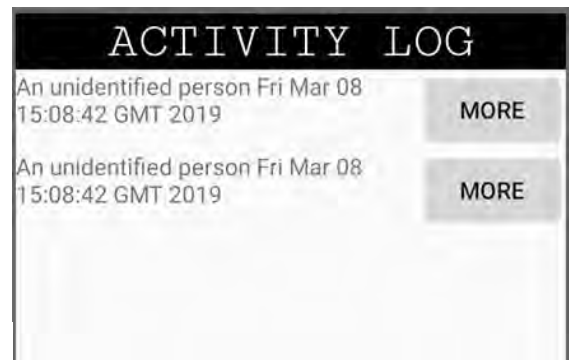 ACTIVITY LOG
An unidentified person Fri Mar 08
15:08:42 GMT 2019
MORE
An unidentified person Fri Mar 08
15:08:42 GMT 2019
MORE